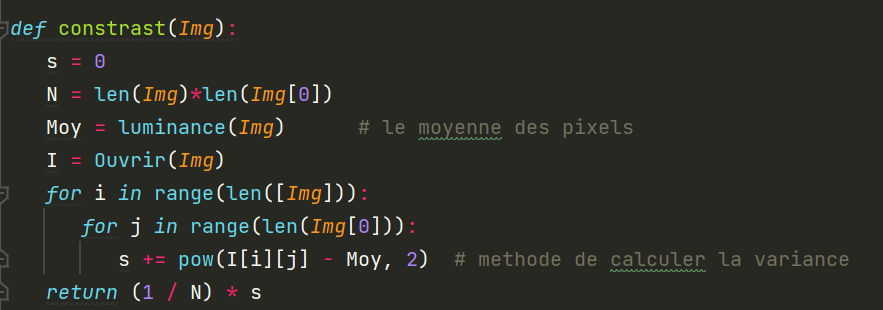 def constrast(Img):
    s = 0
    N = len(Img)*len(Img[0])
    Moy = luminance(Img)      # le moyenne des pixels
    I = Ouvrir(Img)
    for i in range(len([Img])):
        for j in range(len(Img[0])):
            s += pow(I[i][j] - Moy, 2)  # methode de calculer la variance
    return (1 / N) * s